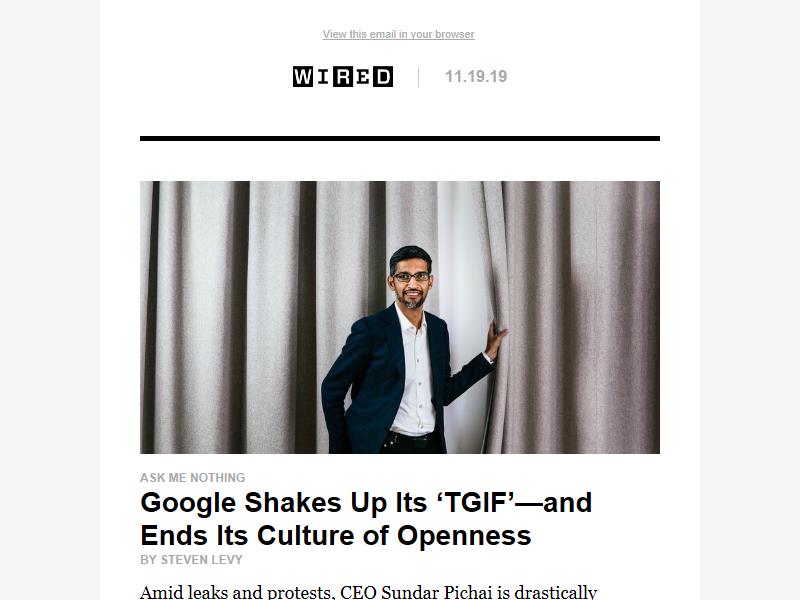 View this email in your browser
WIRED | 11.19.19
ASK ME NOTHING
Google Shakes Up Its ‘TGIF’—and
Ends Its Culture of Openness
BY STEVEN LEVY
Amid leaks and protests, CEO Sundar Pichai is drastically